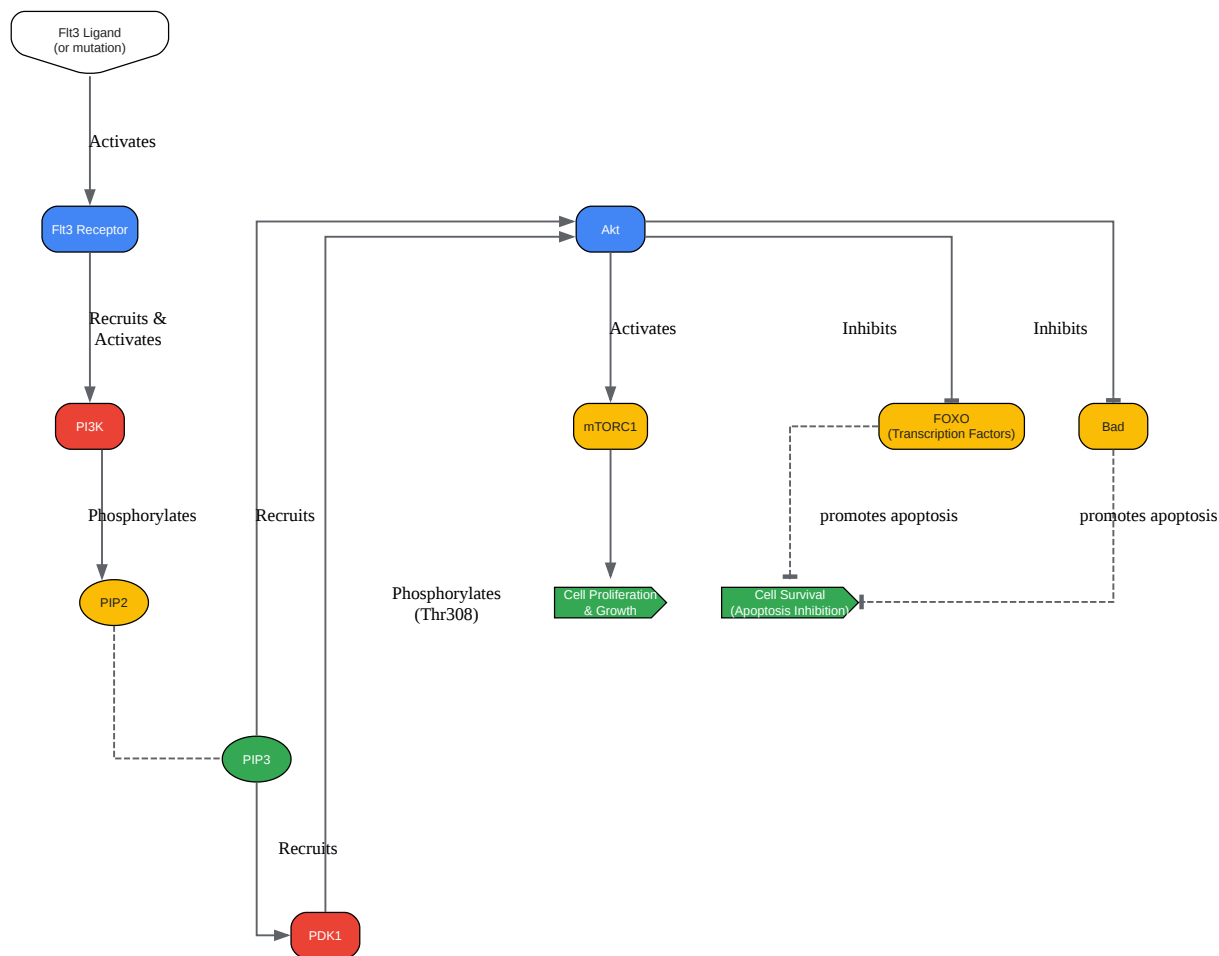 Flt3 Ligand
(or mutation)
Activates
Flt3 Receptor
Akt
Recruits &
Activates
Activates
Inhibits
Inhibits
PI3K
mTORC1
FOXO
(Transcription Factors)
Bad
Phosphorylates
Recruits
promotes apoptosis
promotes apoptosis
PIP2
Phosphorylates
(Thr308)
Cell Proliferation
& Growth
Cell Survival
(Apoptosis Inhibition)
PIP3
Recruits
PDK1